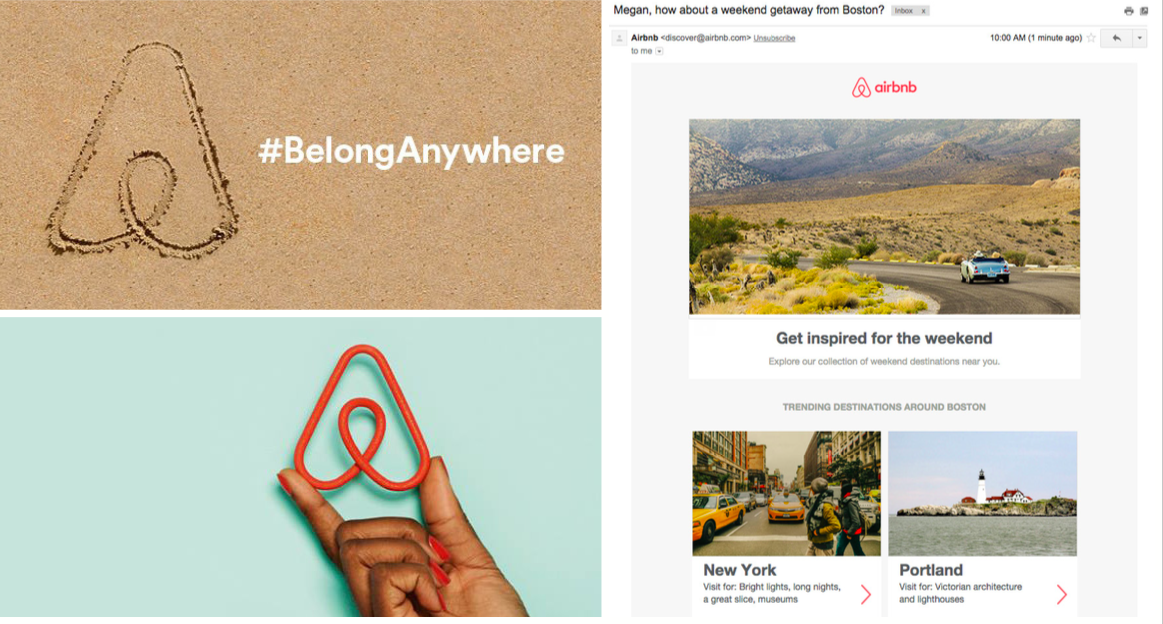 #BelongAnywhere
Megan, how about a weekend getaway from Boston?
Inbox x
Airbnb <discover@airbnb.com> Unsubscribe
10:00 AM (1 minute ago)
to me
airbnb
Get inspired for the weekend
Explore our collection of weekend destinations near you.
TRENDING DESTINATIONS AROUND BOSTON
New York
Visit for: Bright lights, long nights,
a great slice, museums
Portland
Visit for: Victorian architecture
and lighthouses